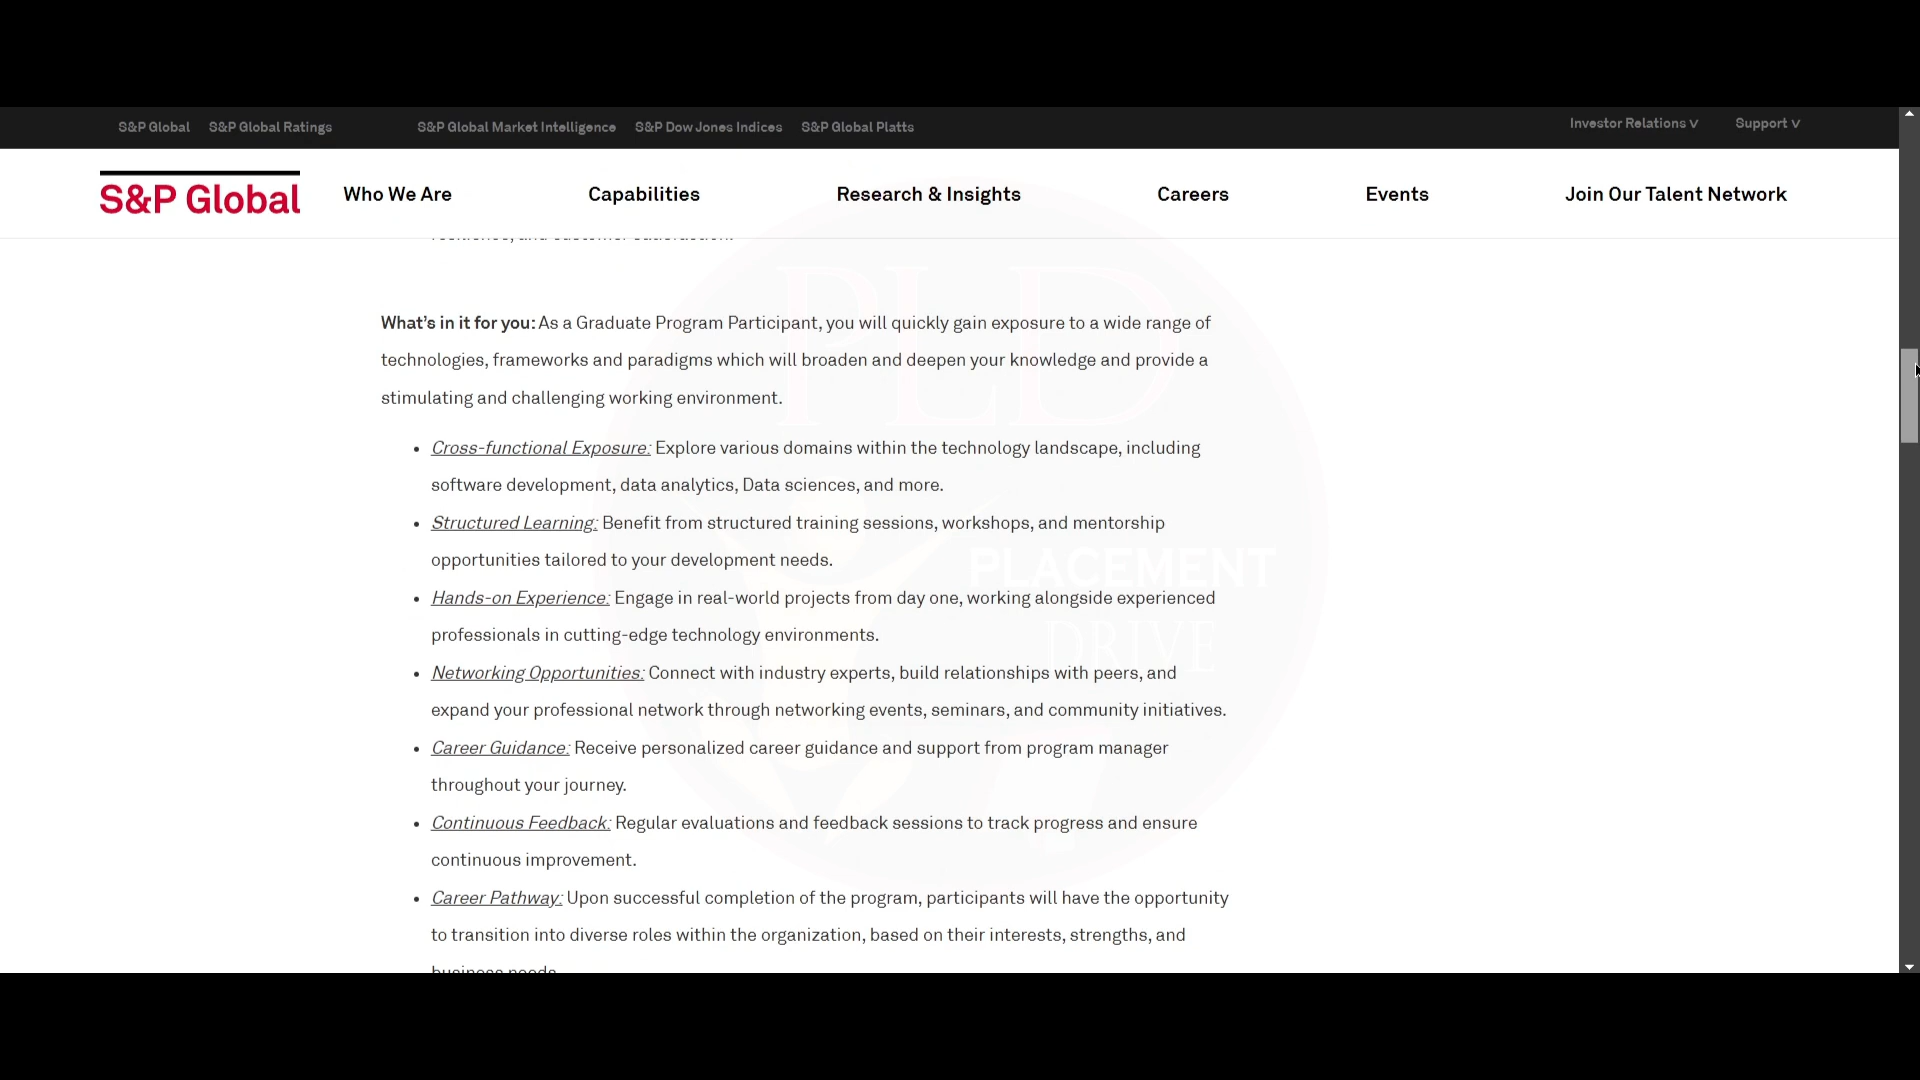 S&P Global S&P Global Ratings S&P Global Market Intelligence S&P Dow Jones Indices S&P Global Platts Investor Relations V Support V
S&P Global Who We Are Capabilities Research & Insights Careers Events Join Our Talent Network
PLD
What's in it for you: As a Graduate Program Participant, you will quickly gain exposure to a wide range of
technologies, frameworks and paradigms which will broaden and deepen your knowledge and provide a
stimulating and challenging working environment.
• Cross-functional Exposure: Explore various domains within the technology landscape, including
software development, data analytics, Data sciences, and more.
• Structured Learning: Benefit from structured training sessions, workshops, and mentorship
opportunities tailored to your development needs.
PLACEMENT
• Hands-on Experience: Engage in real-world projects from day one, working alongside experienced
professionals in cutting-edge technology environments.
DRIVE
• Networking Opportunities: Connect with industry experts, build relationships with peers, and
expand your professional network through networking events, seminars, and community initiatives.
• Career Guidance: Receive personalized career guidance and support from program manager
throughout your journey.
• Continuous Feedback: Regular evaluations and feedback sessions to track progress and ensure
continuous improvement.
• Career Pathway: Upon successful completion of the program, participants will have the opportunity
to transition into diverse roles within the organization, based on their interests, strengths, and
business needs.